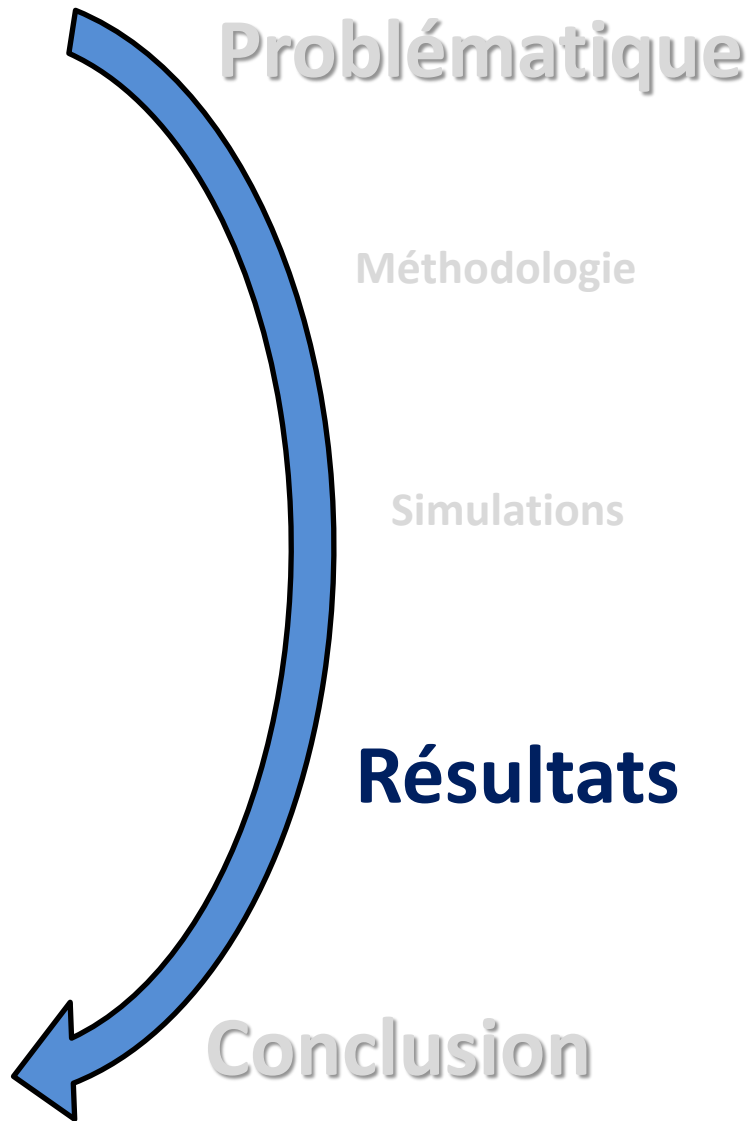 Problématique
Méthodologie
Simulations
Résultats
Conclusion